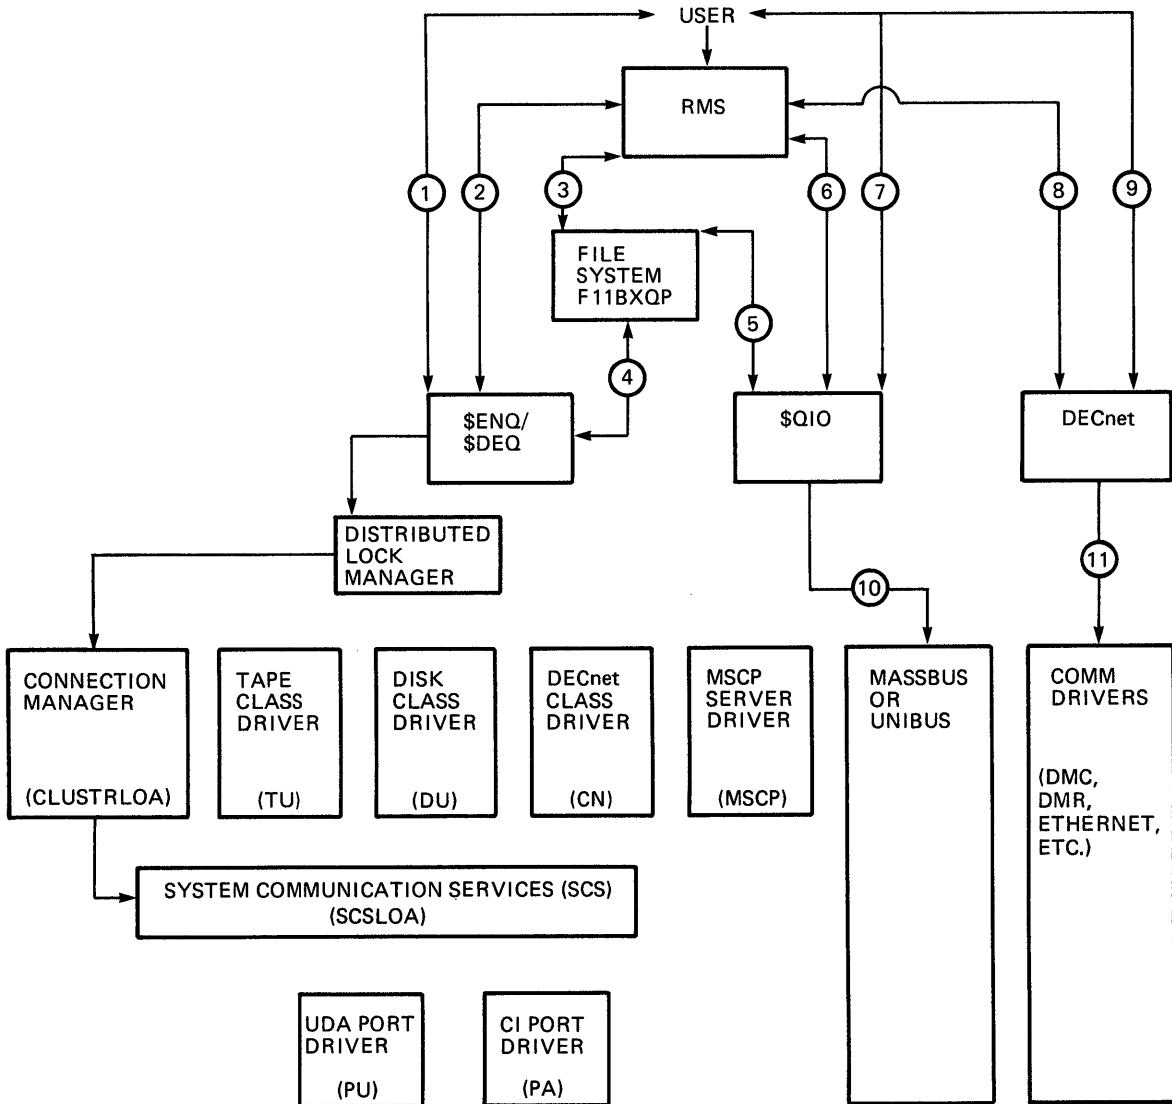 USER
RMS
1
2
3
6
7
8
9
FILE
SYSTEM
F11BXQP
5
4
$ENQ/
$DEQ
$QIO
DECnet
DISTRIBUTED
LOCK
MANAGER
11
10
CONNECTION
MANAGER
(CLUSTRLOA)
TAPE
CLASS
DRIVER
(TU)
DISK
CLASS
DRIVER
(DU)
DECnet
CLASS
DRIVER
(CN)
MSCP
SERVER
DRIVER
(MSCP)
MASSBUS
OR
UNIBUS
COMM
DRIVERS
(DMC,
DMR,
ETHERNET,
ETC.)
SYSTEM COMMUNICATION SERVICES (SCS)
(SCSLOA)
UDA PORT
DRIVER
(PU)
CI PORT
DRIVER
(PA)